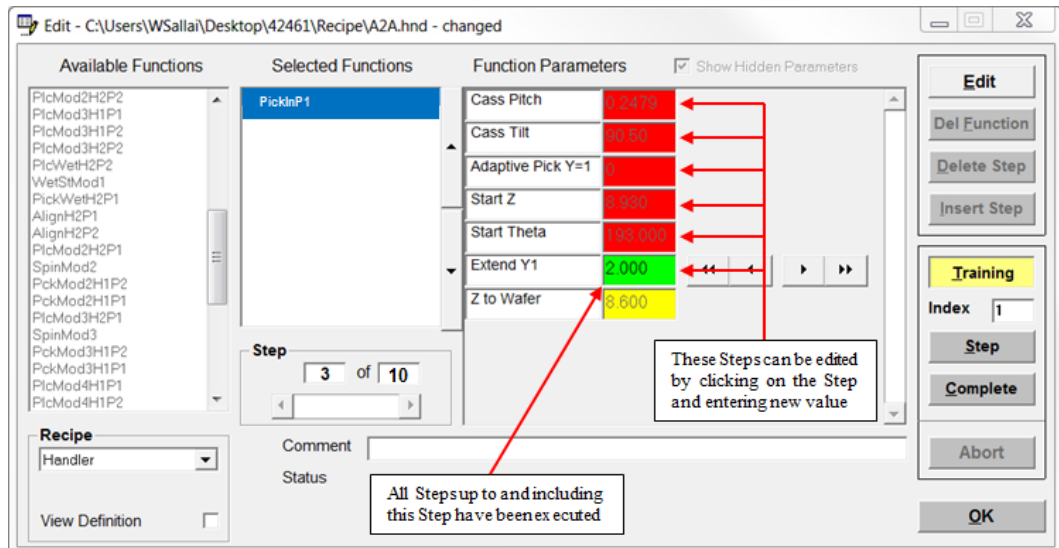 Edit - C:\Users\WSallai\Desktop\42461\Recipe\A2A.hnd - changed
Available Functions
Selected Functions
Function Parameters
Show Hidden Parameters
PlcMod2H2P2
PlcMod3H1P1
PlcMod3H1P2
PlcMod3H2P2
PlcWetH2P2
WetStMod1
PickWetH2P1
AlignH2P1
AlignH2P2
PlcMod2H2P1
SpinMod2
PckMod2H1P2
PckMod2H1P1
PlcMod3H2P1
SpinMod3
PckMod3H1P2
PckMod3H1P1
PlcMod4H1P1
PlcMod4H1P2
PickInP1
Cass Pitch 0.2479
Cass Tilt 90.50
Adaptive Pick Y=1 0
Start Z 8.930
Start Theta 193.000
Extend Y1 2.000
Z to Wafer 8.600
Step
3 of 10
These Steps can be edited
by clicking on the Step
and entering new value
Recipe
Handler
View Definition
Comment
Status
All Steps up to and including
this Step have been executed
Edit
Del Function
Delete Step
Insert Step
Training
Index 1
Step
Complete
Abort
OK